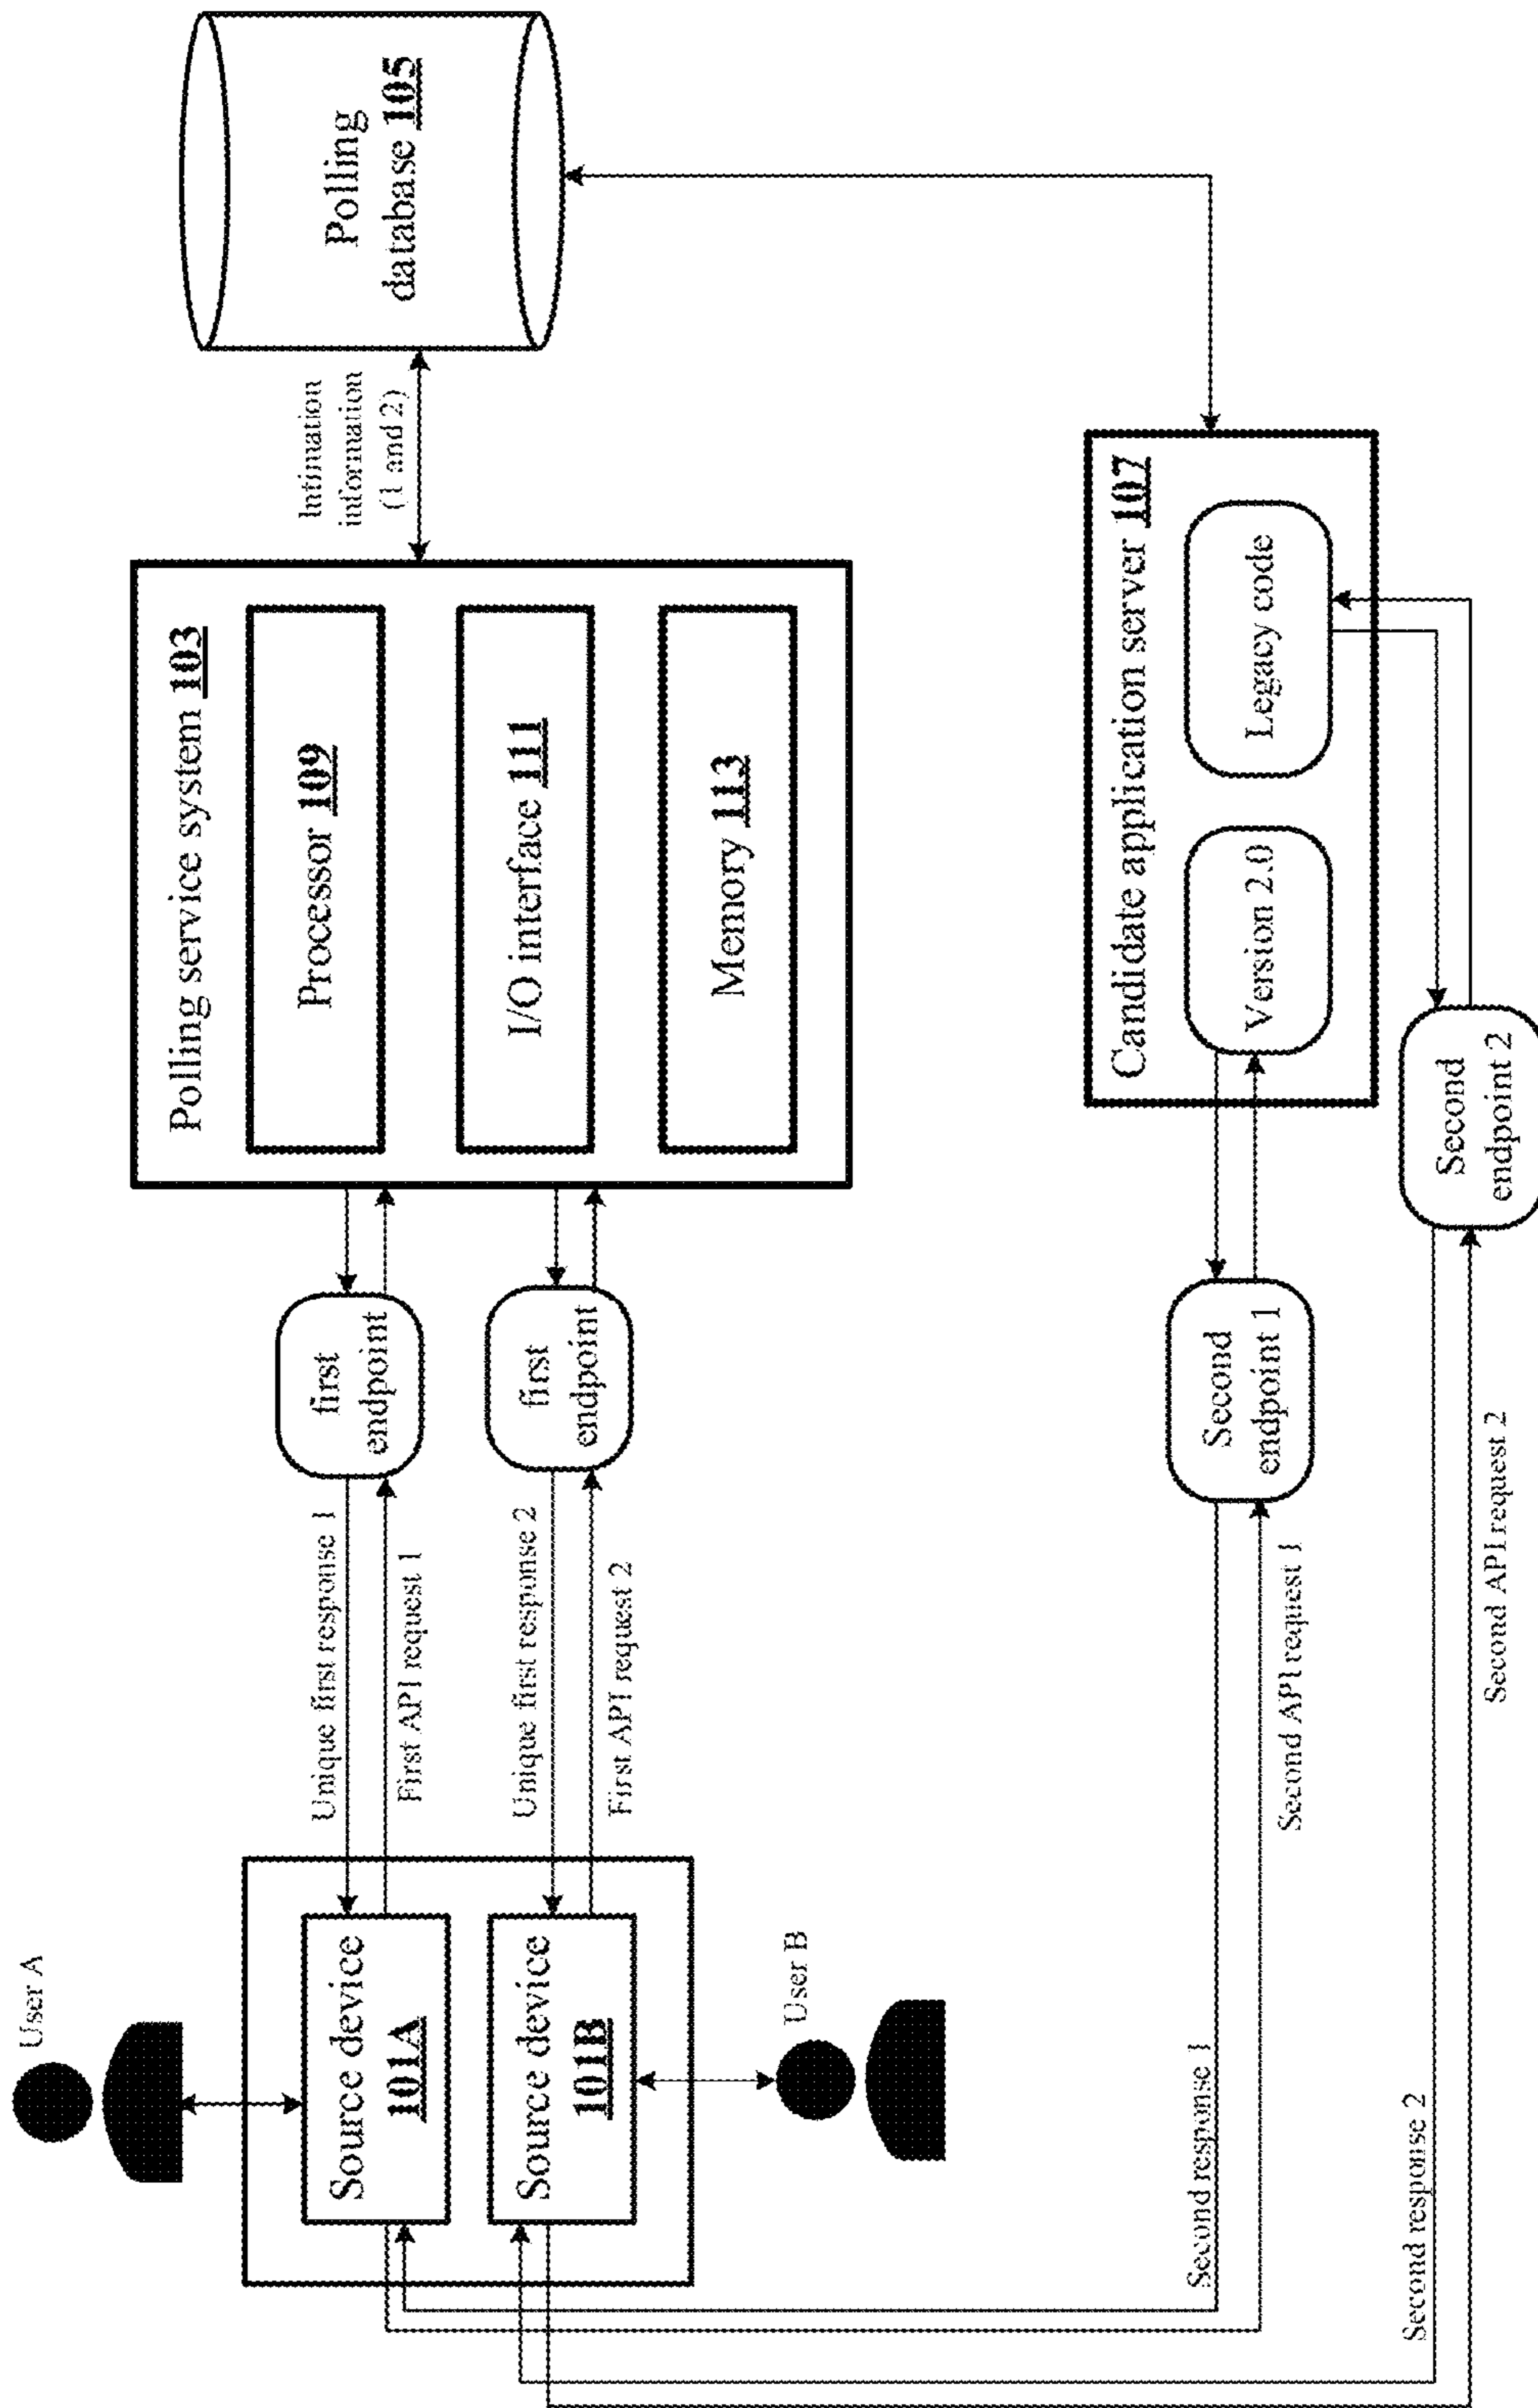 User A
Source device
101A
Source device
101B
User B
Unique first response 1
First API request 1
Unique first response 2
First API request 2
first
endpoint
first
endpoint
Polling service system 103
Processor 109
I/O interface 111
Memory 113
Intimation
information
(1 and 2)
Polling
database 105
Candidate application server 107
Version 2.0
Legacy code
Second
endpoint 1
Second
endpoint 2
Second response 1
Second API request 1
Second response 2
Second API request 2